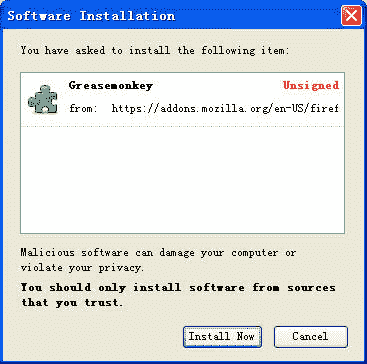 Software Installation
You have asked to install the following item:
Greasemonkey Unsigned
from: https://addons.mozilla.org/en-US/firef
Malicious software can damage your computer or
violate your privacy.
You should only install software from sources
that you trust.
Install Now Cancel